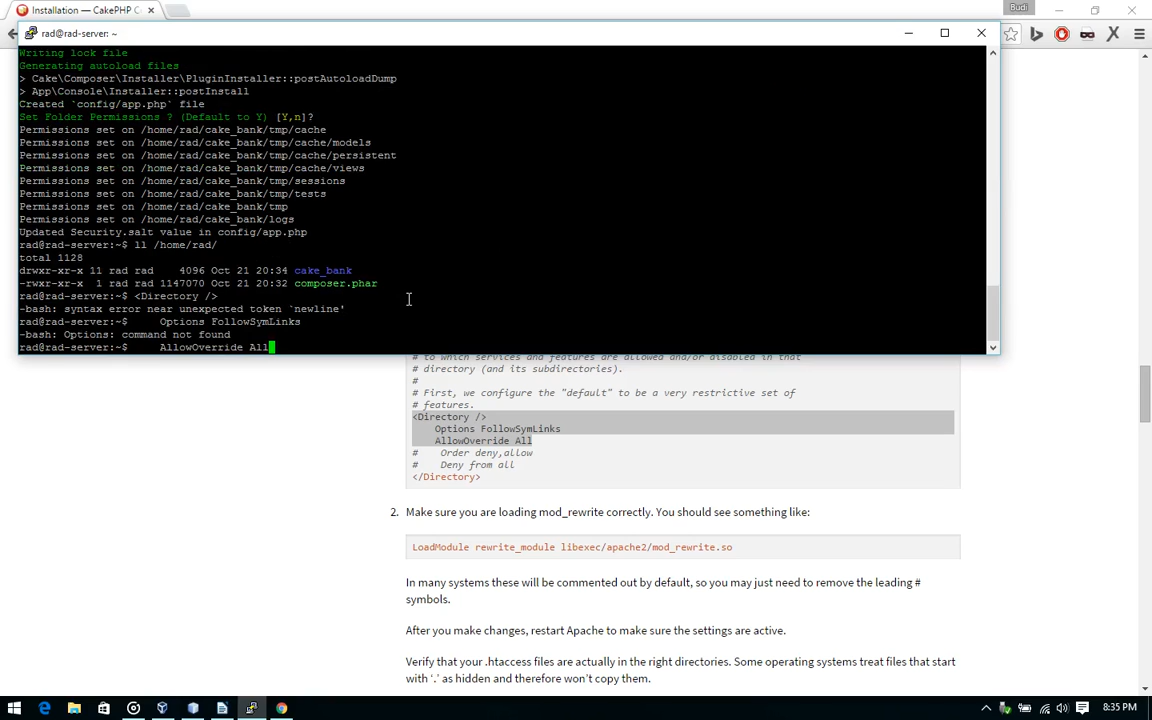 Installation — CakePHP C
Budi
rad@rad-server: ~
Writing lock file
Generating autoload files
> Cake\Composer\Installer\PluginInstaller::postAutoloadDump
> App\Console\Installer::postInstall
Created `config/app.php` file
Set Folder Permissions ? (Default to Y) [Y,n]?
Permissions set on /home/rad/cake_bank/tmp/cache
Permissions set on /home/rad/cake_bank/tmp/cache/models
Permissions set on /home/rad/cake_bank/tmp/cache/persistent
Permissions set on /home/rad/cake_bank/tmp/cache/views
Permissions set on /home/rad/cake_bank/tmp/sessions
Permissions set on /home/rad/cake_bank/tmp/tests
Permissions set on /home/rad/cake_bank/tmp
Permissions set on /home/rad/cake_bank/logs
Updated Security.salt value in config/app.php
rad@rad-server:~$ ll /home/rad/
total 1128
drwxr-xr-x 11 rad rad    4096 Oct 21 20:34 cake_bank
-rwxr-xr-x  1 rad rad 1147070 Oct 21 20:32 composer.phar
rad@rad-server:~$ <Directory />
-bash: syntax error near unexpected token `newline'
rad@rad-server:~$     Options FollowSymLinks
-bash: Options: command not found
rad@rad-server:~$     AllowOverride All
# to which services and features are allowed and/or disabled in that
# directory (and its subdirectories).
#
# First, we configure the "default" to be a very restrictive set of
# features.
<Directory />
    Options FollowSymLinks
    AllowOverride All
#    Order deny,allow
#    Deny from all
</Directory>
2. Make sure you are loading mod_rewrite correctly. You should see something like:
LoadModule rewrite_module libexec/apache2/mod_rewrite.so
In many systems these will be commented out by default, so you may just need to remove the leading #
symbols.
After you make changes, restart Apache to make sure the settings are active.
Verify that your .htaccess files are actually in the right directories. Some operating systems treat files that start
with ‘.’ as hidden and therefore won’t copy them.
8:35 PM